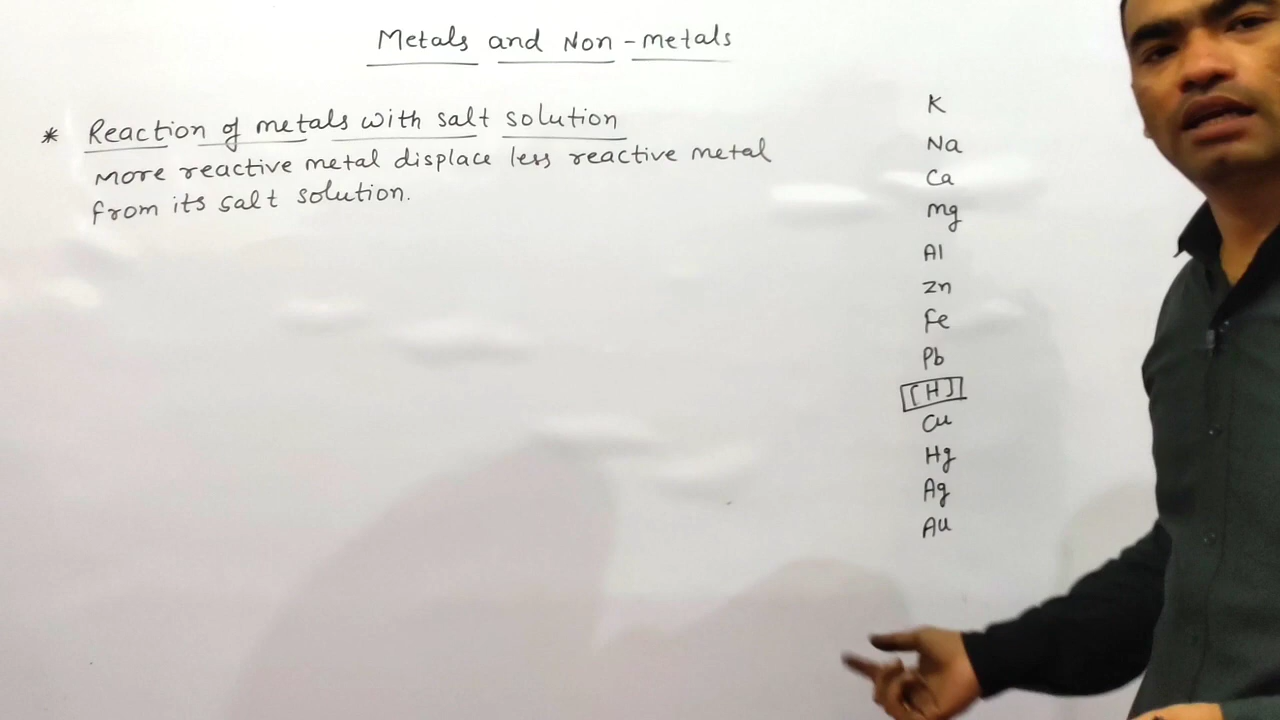 Metals and Non-metals
* Reaction of metals with salt solution
More reactive metal displace less reactive metal
from its salt solution.
K
Na
Ca
Mg
Al
Zn
Fe
Pb
[H]
Cu
Hg
Ag
Au